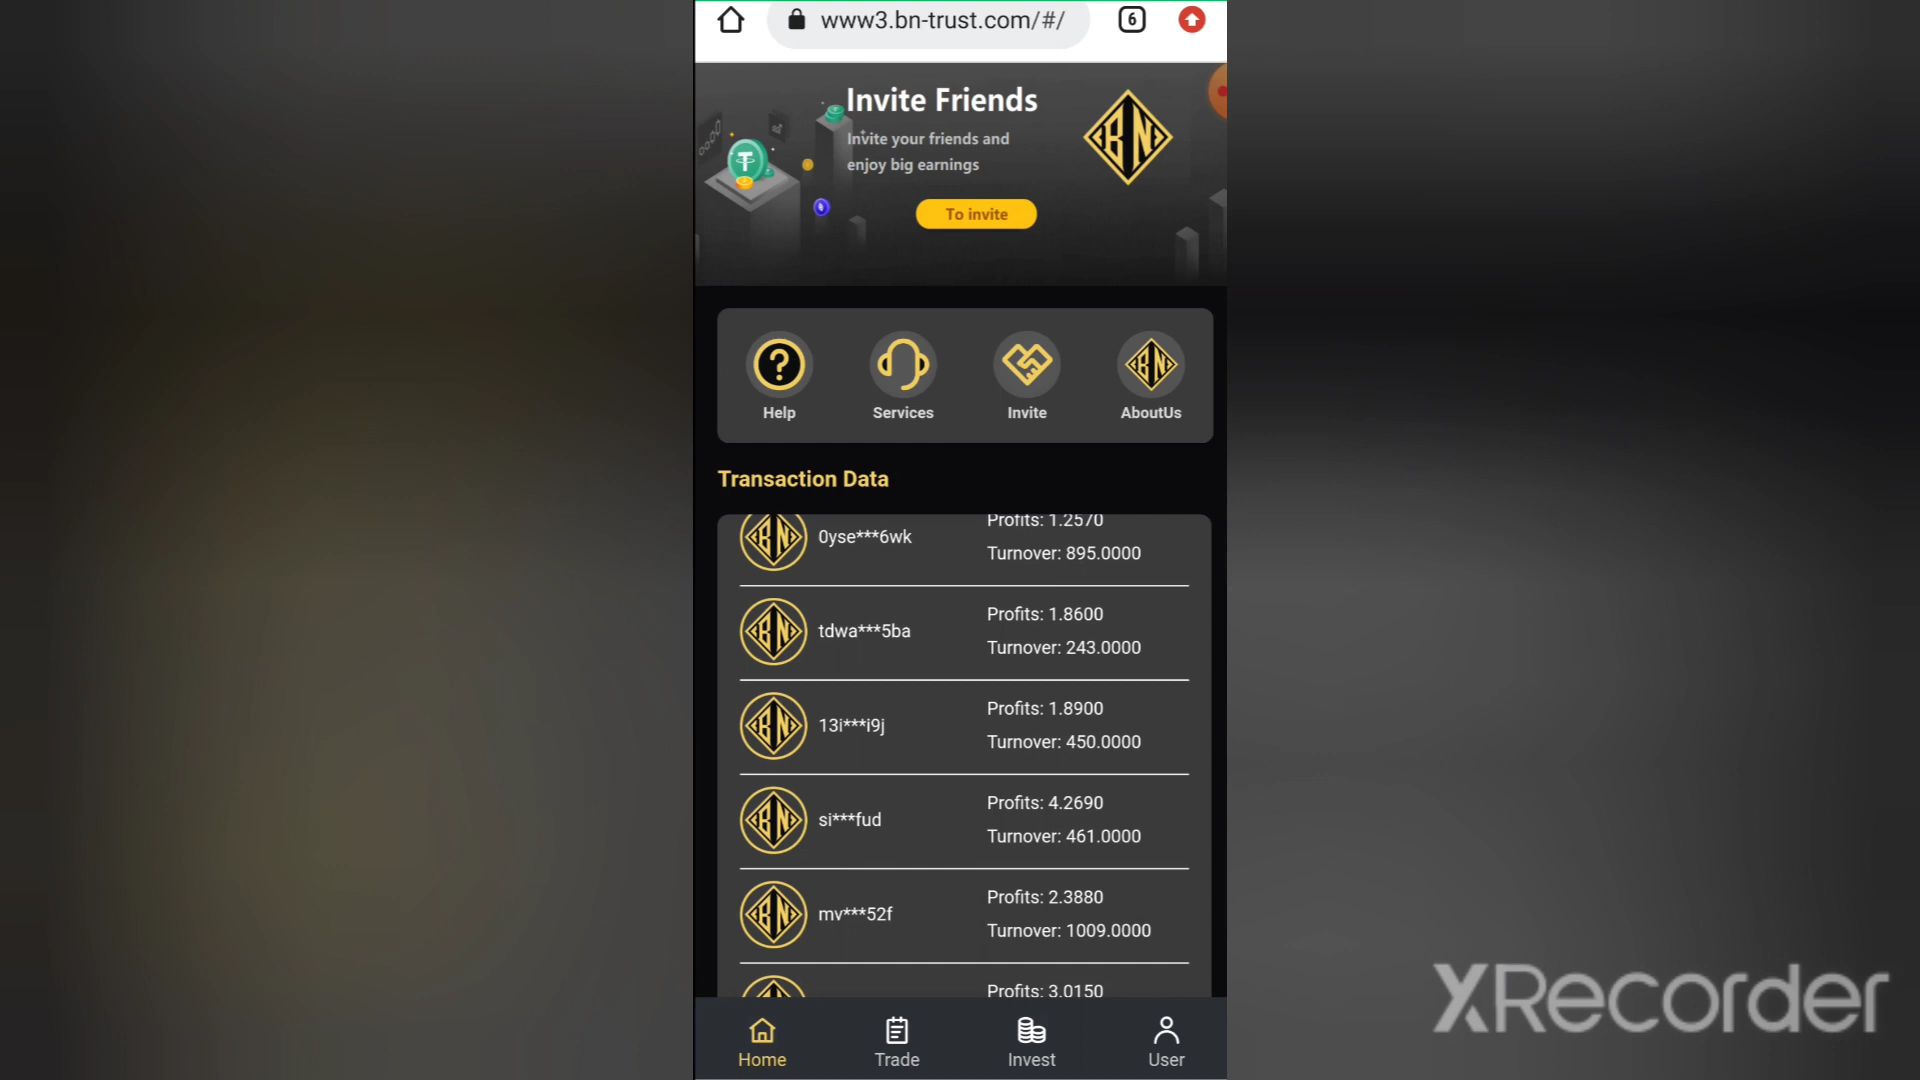 www3.bn-trust.com/#/
6
Invite Friends
Invite your friends and
enjoy big earnings
To invite
BN
Help
Services
Invite
AboutUs
Transaction Data
0yse***6wk
Profits: 1.2570
Turnover: 895.0000
tdwa***5ba
Profits: 1.8600
Turnover: 243.0000
13i***i9j
Profits: 1.8900
Turnover: 450.0000
si***fud
Profits: 4.2690
Turnover: 461.0000
mv***52f
Profits: 2.3880
Turnover: 1009.0000
Profits: 3.0150
Home
Trade
Invest
User
XRecorder